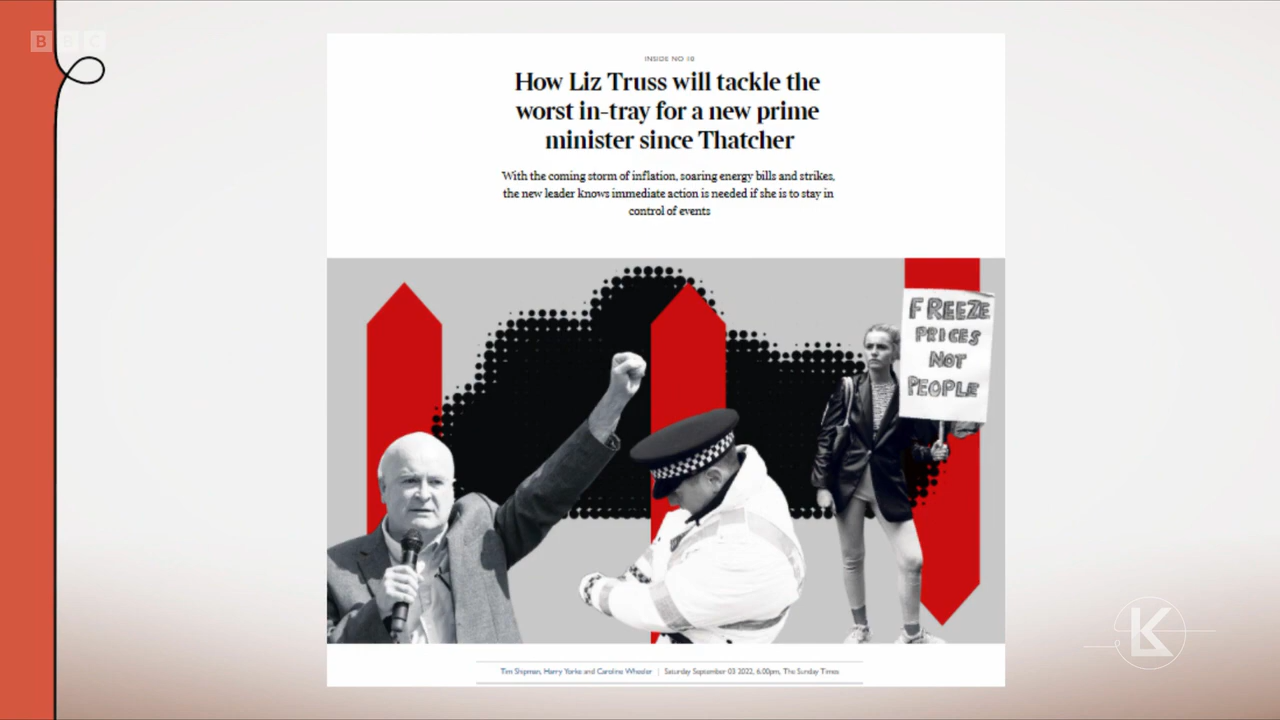 BBC
INSIDE NO 10
How Liz Truss will tackle the
worst in-tray for a new prime
minister since Thatcher
With the coming storm of inflation, soaring energy bills and strikes,
the new leader knows immediate action is needed if she is to stay in
control of events
FREEZE
PRICES
NOT
PEOPLE
LK
Tim Shipman, Harry Yorke and Caroline Wheeler | Saturday September 03 2022, 6.00pm, The Sunday Times